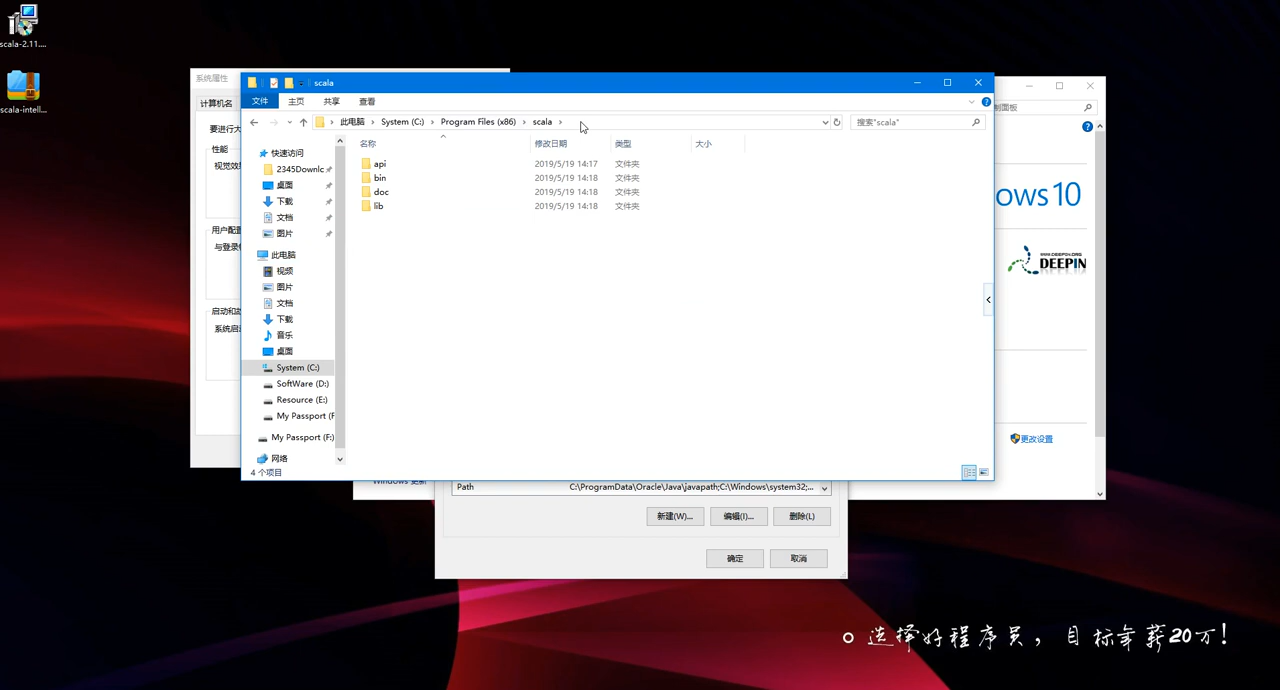 scala-2.11....
scala-intell...
系统属性
计算机名
要进行大
性能
视觉效
用户配置
与登录
启动和故
系统启
scala
文件
主页
共享
查看
此电脑
System (C:)
Program Files (x86)
scala
搜索"scala"
名称
修改日期
类型
大小
api
2019/5/19 14:17
文件夹
bin
2019/5/19 14:18
文件夹
doc
2019/5/19 14:18
文件夹
lib
2019/5/19 14:18
文件夹
快速访问
2345Downlc
桌面
下载
文档
图片
此电脑
视频
图片
文档
下载
音乐
桌面
System (C:)
SoftWare (D:)
Resource (E:)
My Passport (F
My Passport (F:)
网络
4 个项目
制面板
ows 10
WWW.DEEPIN.ORG
DEEPIN
更改设置
Windows 更新
Path
C:\ProgramData\Oracle\Java\javapath;C:\Windows\system32;...
新建(W)...
编辑(I)...
删除(L)
确定
取消
选择好程序员，目标年薪20万！